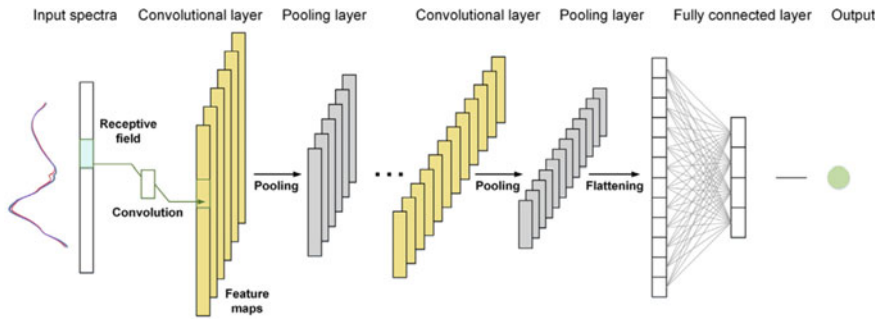 Input spectra
Convolutional layer
Pooling layer
Convolutional layer
Pooling layer
Fully connected layer
Output
Receptive
field
Convolution
Feature
maps
Pooling
...
Pooling
Flattening